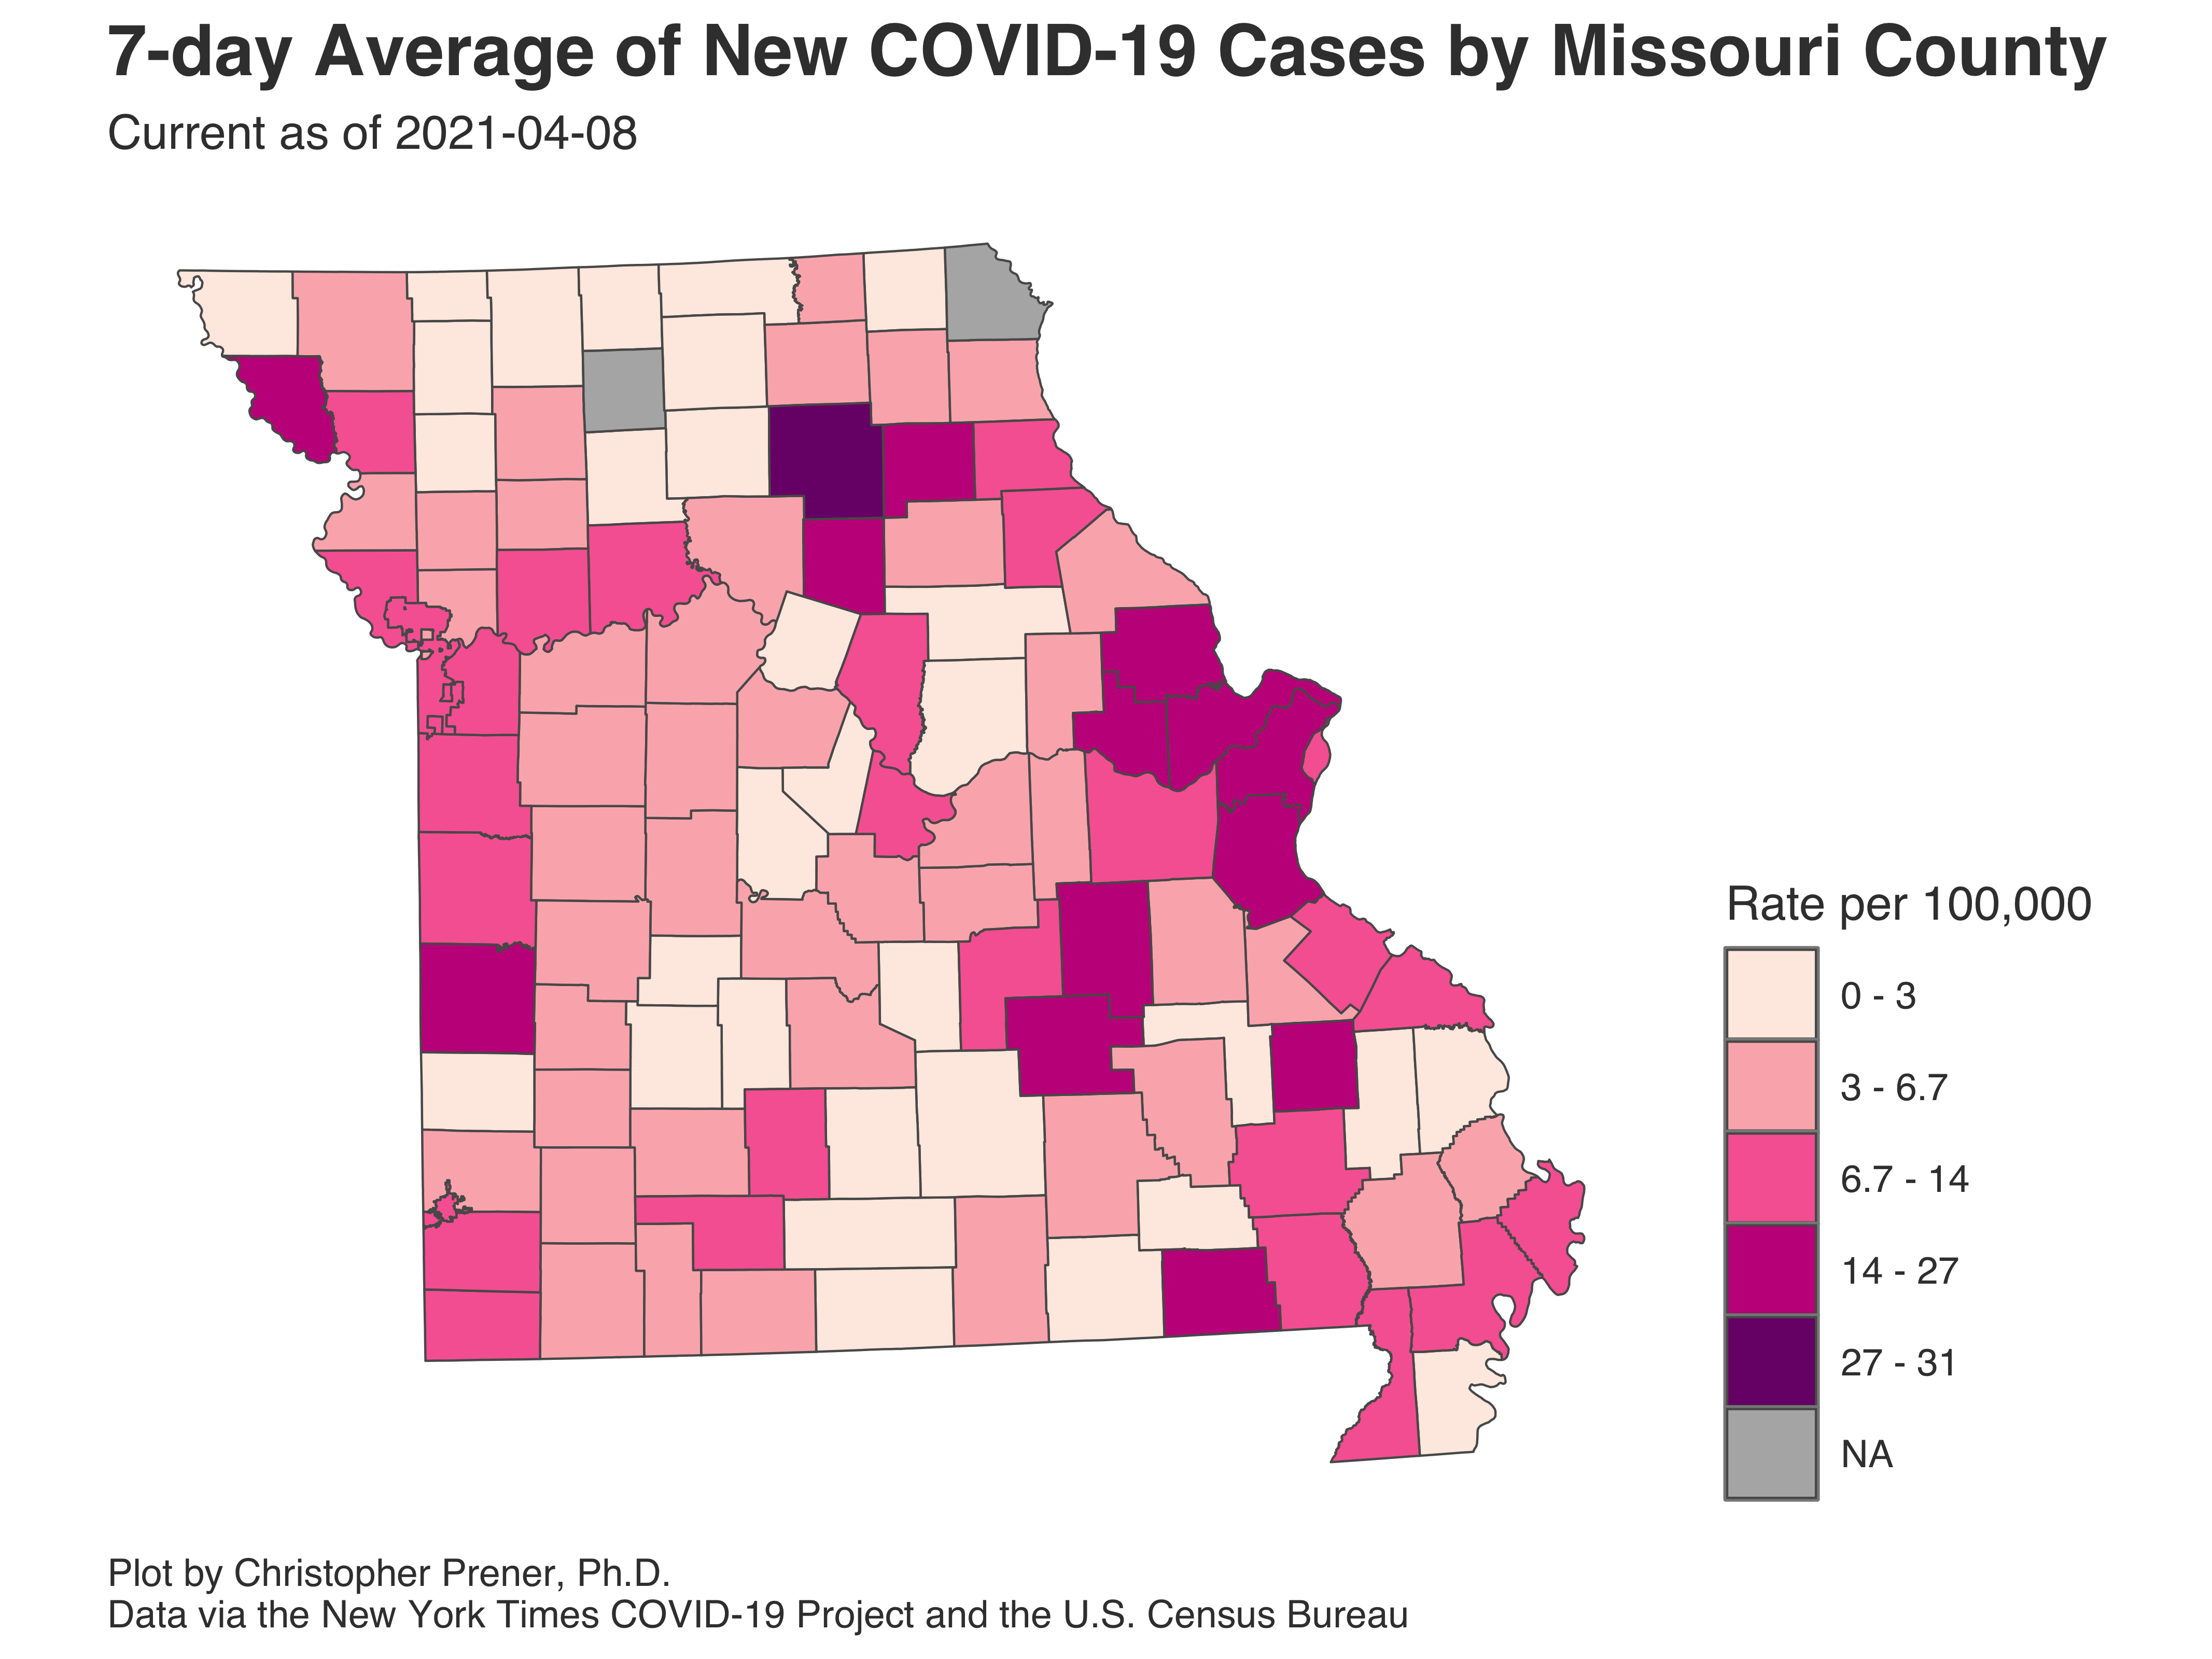 7-day Average of New COVID-19 Cases by Missouri County
Current as of 2021-04-08
Rate per 100,000
0 - 3
3 - 6.7
6.7 - 14
14 - 27
27 - 31
NA
Plot by Christopher Prener, Ph.D.
Data via the New York Times COVID-19 Project and the U.S. Census Bureau